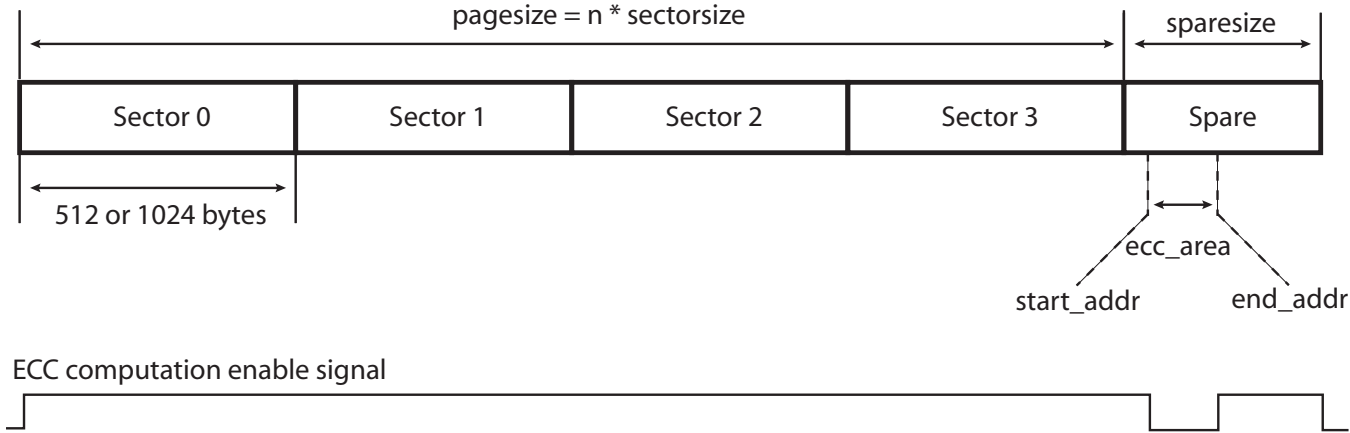 pagesize = n * sectorsize
sparesize
Sector 0
Sector 1
Sector 2
Sector 3
Spare
512 or 1024 bytes
ecc_area
start_addr
end_addr
ECC computation enable signal